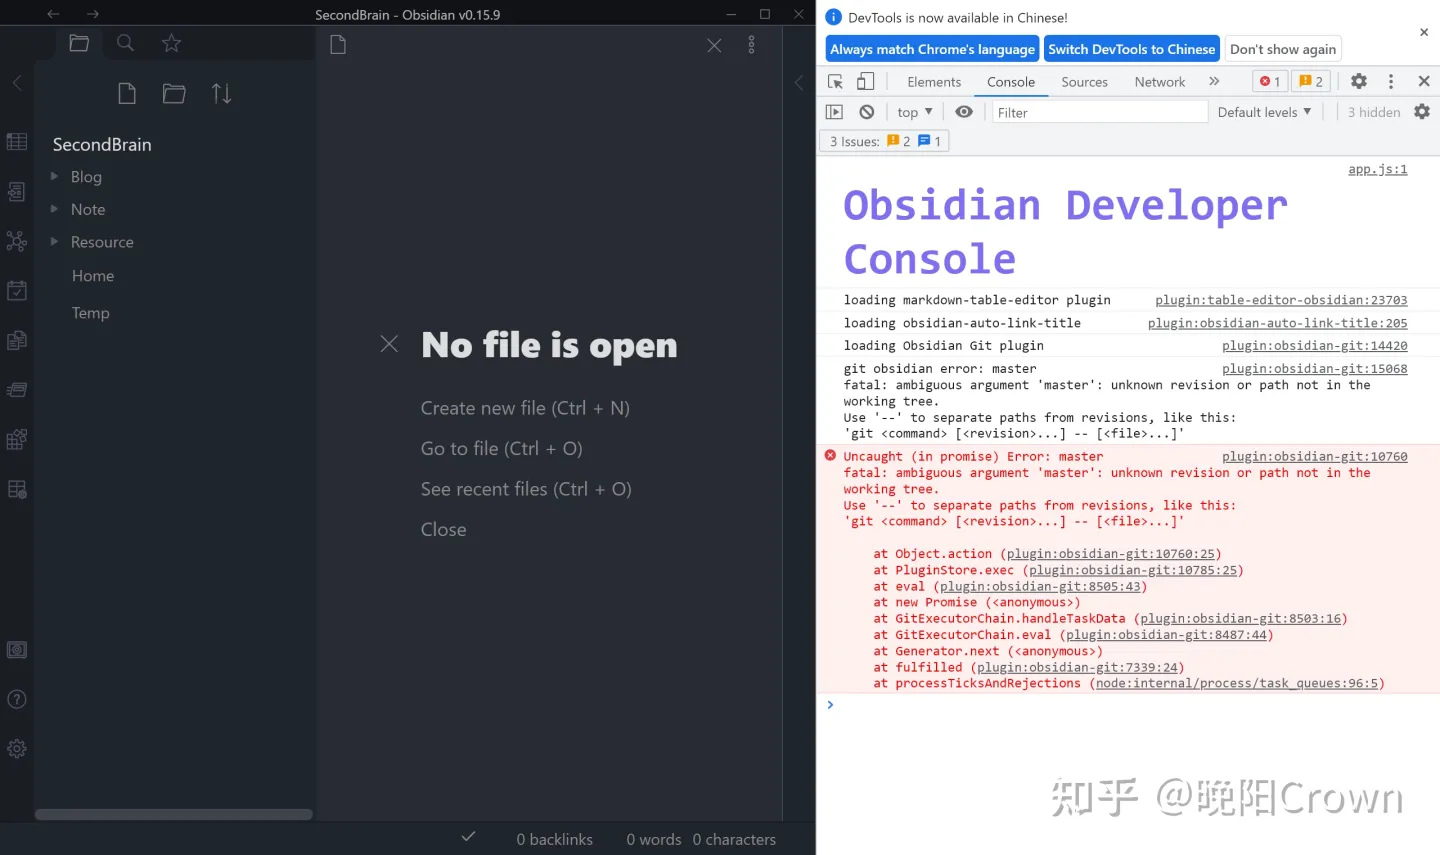 SecondBrain - Obsidian v0.15.9
SecondBrain
Blog
Note
Resource
Home
Temp
No file is open
Create new file (Ctrl + N)
Go to file (Ctrl + O)
See recent files (Ctrl + O)
Close
0 backlinks 0 words 0 characters
DevTools is now available in Chinese!
Always match Chrome's language Switch DevTools to Chinese Don't show again
Elements Console Sources Network » 1 2
top ▼ Filter Default levels ▼ 3 hidden
3 Issues: 2 1
app.js:1
Obsidian Developer
Console
loading markdown-table-editor plugin plugin:table-editor-obsidian:23703
loading obsidian-auto-link-title plugin:obsidian-auto-link-title:205
loading Obsidian Git plugin plugin:obsidian-git:14420
git obsidian error: master plugin:obsidian-git:15068
fatal: ambiguous argument 'master': unknown revision or path not in the
working tree.
Use '--' to separate paths from revisions, like this:
'git <command> [<revision>...] -- [<file>...]'
Uncaught (in promise) Error: master plugin:obsidian-git:10760
fatal: ambiguous argument 'master': unknown revision or path not in the
working tree.
Use '--' to separate paths from revisions, like this:
'git <command> [<revision>...] -- [<file>...]'
at Object.action (plugin:obsidian-git:10760:25)
at PluginStore.exec (plugin:obsidian-git:10785:25)
at eval (plugin:obsidian-git:8505:43)
at new Promise (<anonymous>)
at GitExecutorChain.handleTaskData (plugin:obsidian-git:8503:16)
at GitExecutorChain.eval (plugin:obsidian-git:8487:44)
at Generator.next (<anonymous>)
at fulfilled (plugin:obsidian-git:7339:24)
at processTicksAndRejections (node:internal/process/task_queues:96:5)
知乎 @晚阳Crown